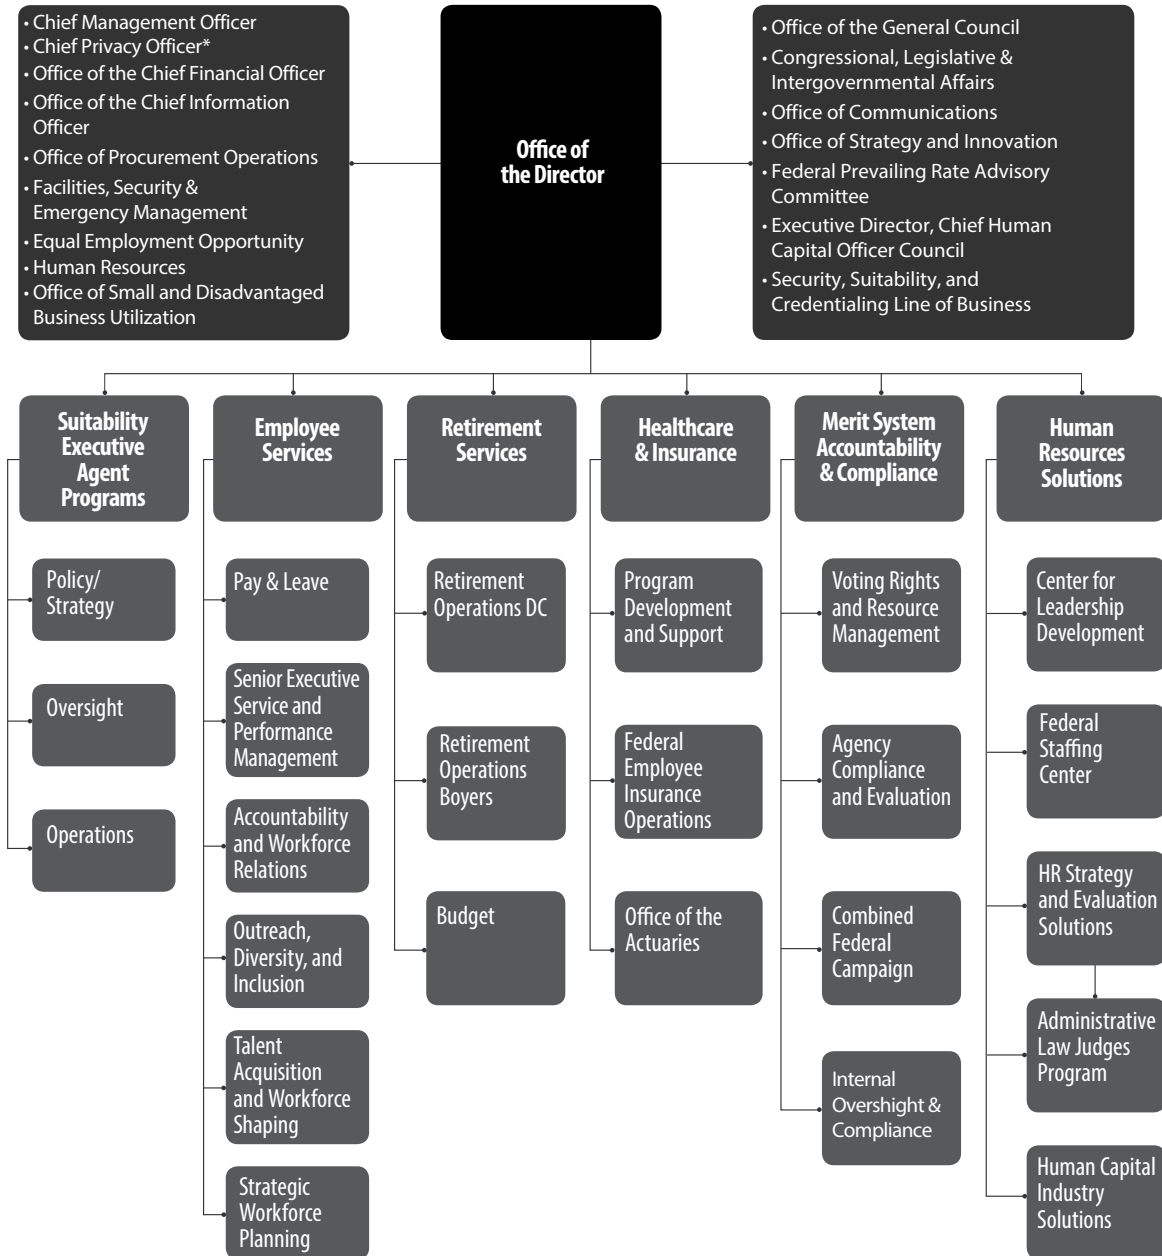 • Chief Management Officer
• Chief Privacy Officer*
• Office of the Chief Financial Officer
• Office of the Chief Information
Officer
• Office of Procurement Operations
• Facilities, Security &
Emergency Management
• Equal Employment Opportunity
• Human Resources
• Office of Small and Disadvantaged
Business Utilization
Office of
the Director
• Office of the General Council
• Congressional, Legislative &
Intergovernmental Affairs
• Office of Communications
• Office of Strategy and Innovation
• Federal Prevailing Rate Advisory
Committee
• Executive Director, Chief Human
Capital Officer Council
• Security, Suitability, and
Credentialing Line of Business
Suitability
Executive
Agent
Programs
Policy/
Strategy
Oversight
Operations
Employee
Services
Pay & Leave
Senior Executive
Service and
Performance
Management
Accountability
and Workforce
Relations
Outreach,
Diversity, and
Inclusion
Talent
Acquisition
and Workforce
Shaping
Strategic
Workforce
Planning
Retirement
Services
Retirement
Operations DC
Retirement
Operations
Boyers
Budget
Healthcare
& Insurance
Program
Development
and Support
Federal
Employee
Insurance
Operations
Office of the
Actuaries
Merit System
Accountability
& Compliance
Voting Rights
and Resource
Management
Agency
Compliance
and Evaluation
Combined
Federal
Campaign
Internal
Overshight &
Compliance
Human
Resources
Solutions
Center for
Leadership
Development
Federal
Staffing
Center
HR Strategy
and Evaluation
Solutions
Administrative
Law Judges
Program
Human Capital
Industry
Solutions